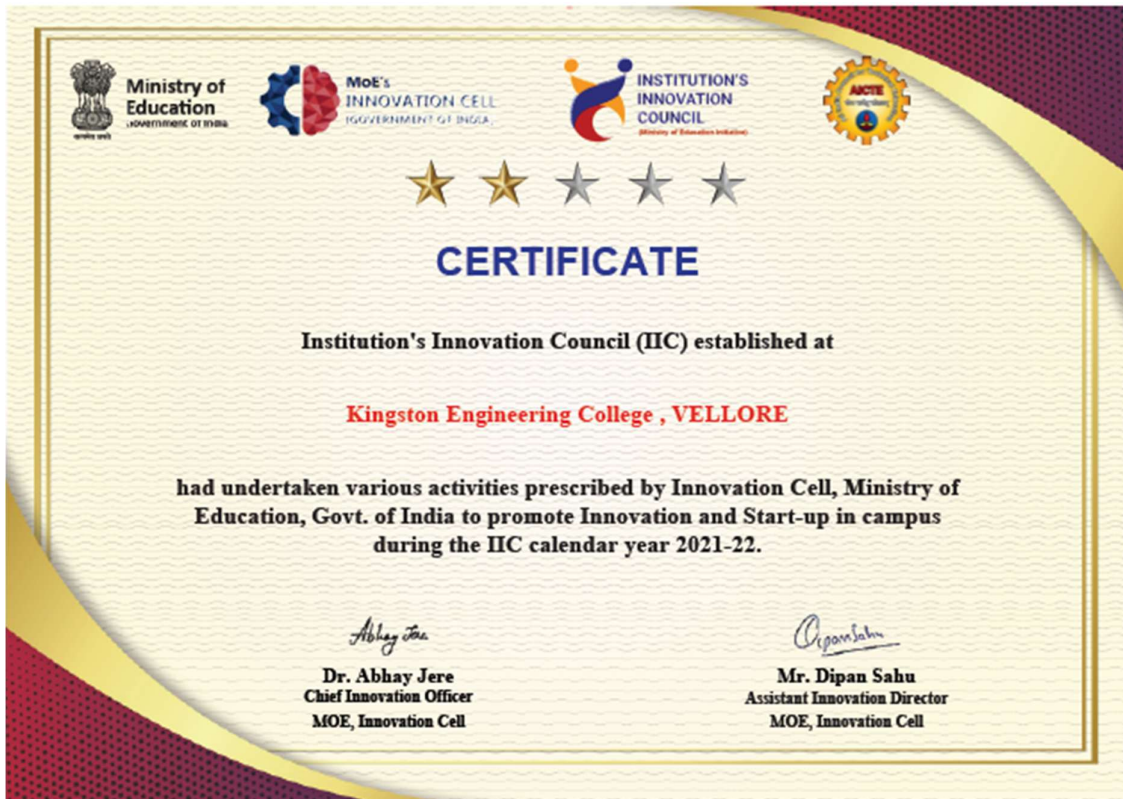 Ministry of
Education
Government of India
MoE's
INNOVATION CELL
(GOVERNMENT OF INDIA)
INSTITUTION'S
INNOVATION
COUNCIL
(Ministry of Education Initiative)
AICTE
CERTIFICATE
Institution's Innovation Council (IIC) established at
Kingston Engineering College , VELLORE
had undertaken various activities prescribed by Innovation Cell, Ministry of
Education, Govt. of India to promote Innovation and Start-up in campus
during the IIC calendar year 2021-22.
Abhay Jere
Dipan Sahu
Dr. Abhay Jere
Chief Innovation Officer
MOE, Innovation Cell
Mr. Dipan Sahu
Assistant Innovation Director
MOE, Innovation Cell